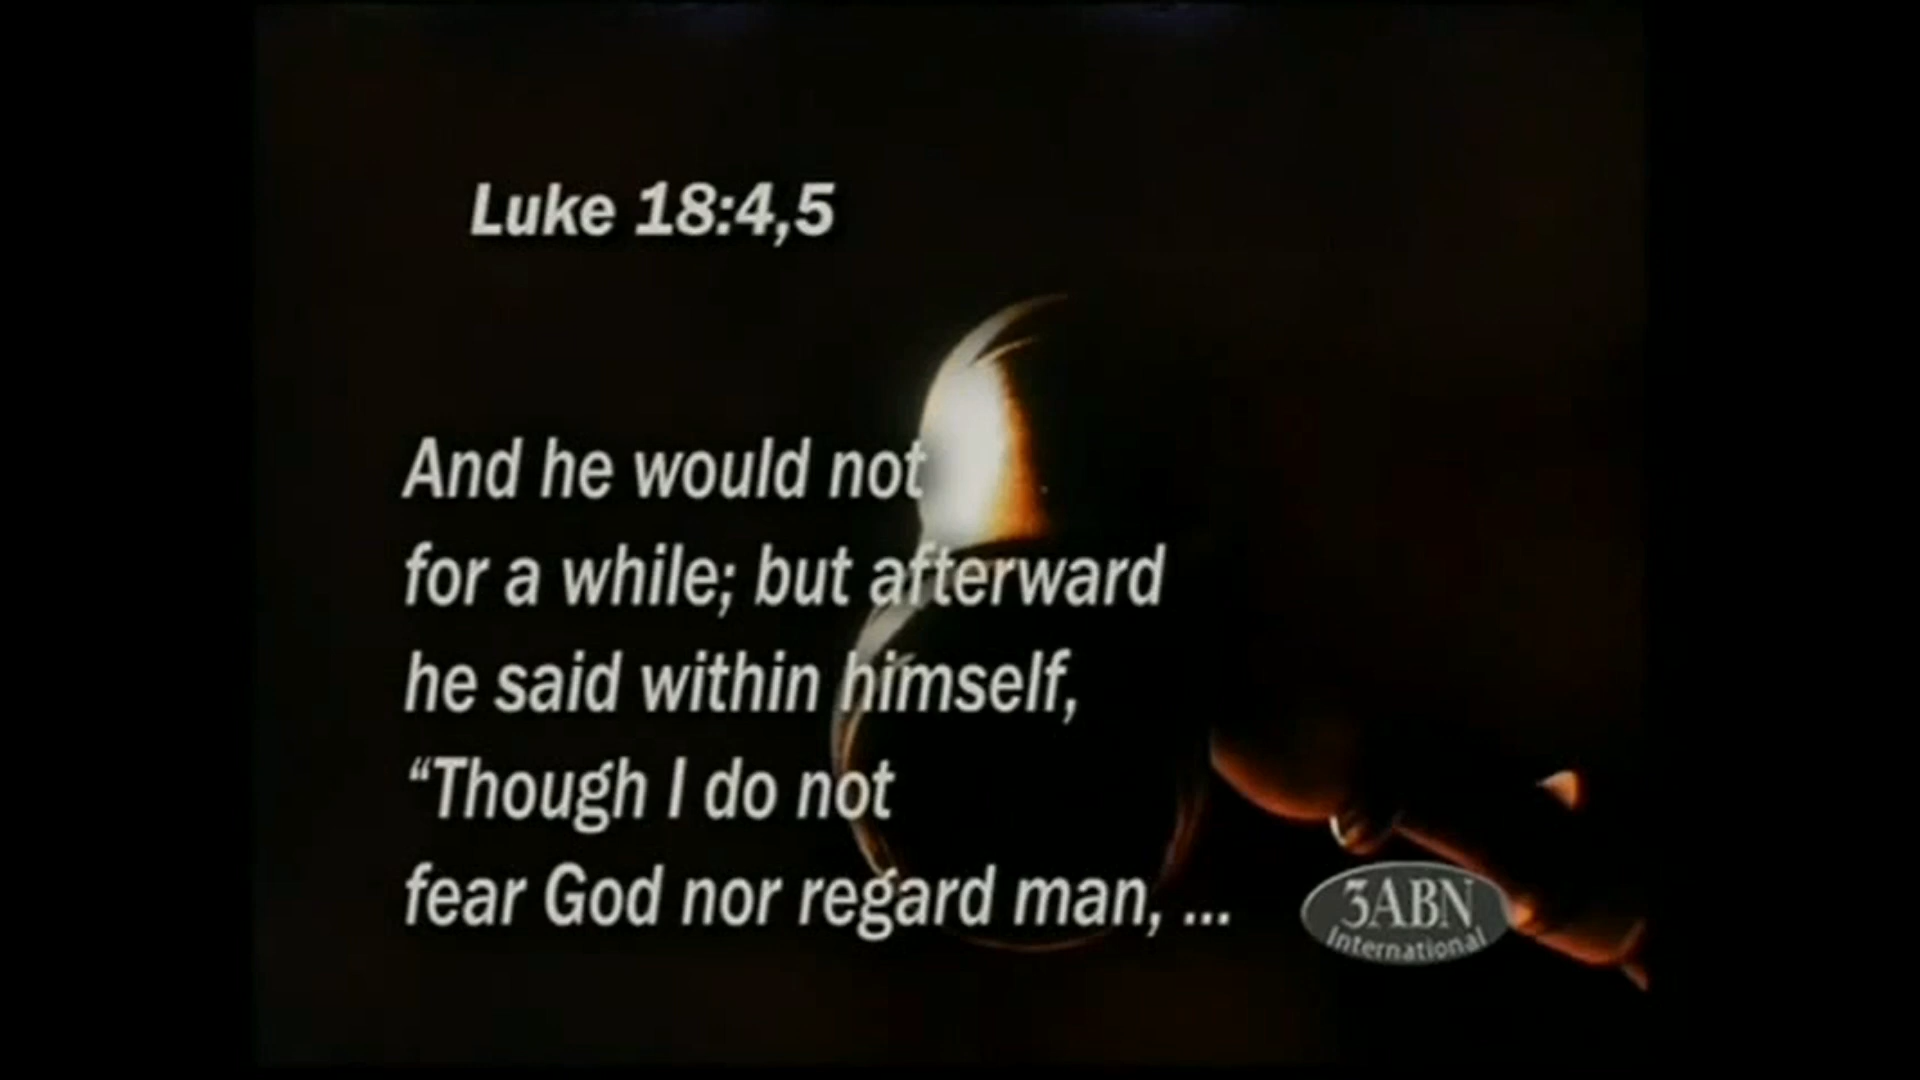 Luke 18:4,5
And he would not
for a while; but afterward
he said within himself,
“Though I do not
fear God nor regard man, ...
3ABN
International